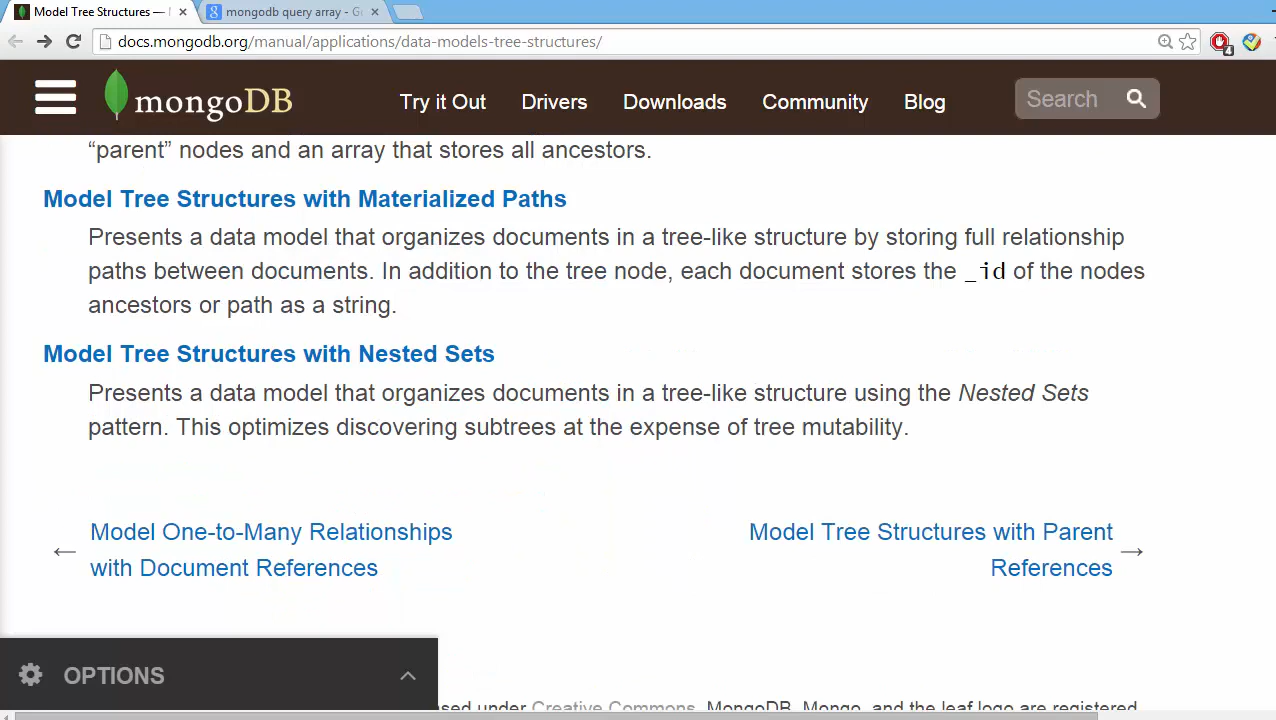 Model Tree Structures —
mongodb query array - G
docs.mongodb.org/manual/applications/data-models-tree-structures/
4
mongoDB
Try it Out
Drivers
Downloads
Community
Blog
Search
“parent” nodes and an array that stores all ancestors.
Model Tree Structures with Materialized Paths
Presents a data model that organizes documents in a tree-like structure by storing full relationship
paths between documents. In addition to the tree node, each document stores the _id of the nodes
ancestors or path as a string.
Model Tree Structures with Nested Sets
Presents a data model that organizes documents in a tree-like structure using the Nested Sets
pattern. This optimizes discovering subtrees at the expense of tree mutability.
← Model One-to-Many Relationships
with Document References
Model Tree Structures with Parent →
References
OPTIONS
sed under Creative Commons. MongoDB, Mongo, and the leaf logo are registered